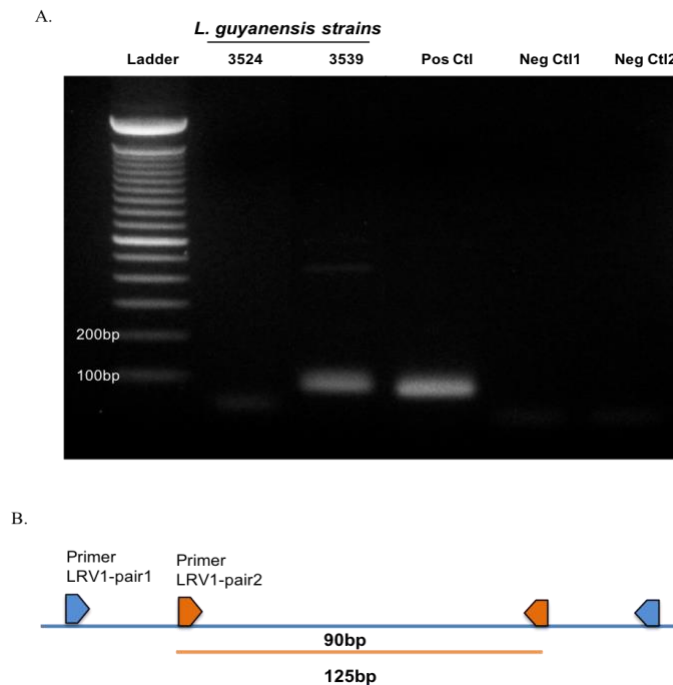 A.
L. guyanensis strains
Ladder 3524 3539 Pos Ctl Neg Ctl1 Neg Ctl2
200bp
100bp
B.
Primer
LRV1-pair1
Primer
LRV1-pair2
90bp
125bp